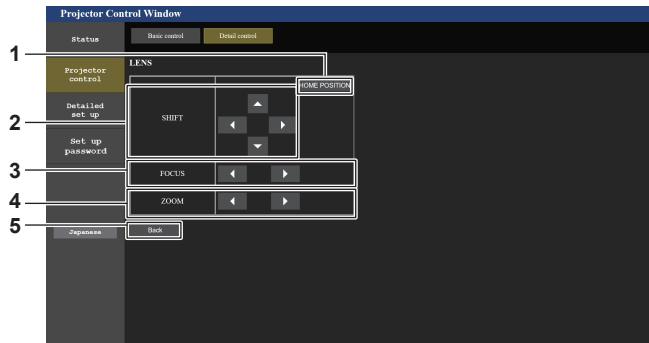 Projector Control Window
Status
Basic control
Detail control
1
LENS
Projector
control
HOME POSITION
Detailed
set up
2
SHIFT
Set up
password
3
FOCUS
4
ZOOM
5
Japanese
Back